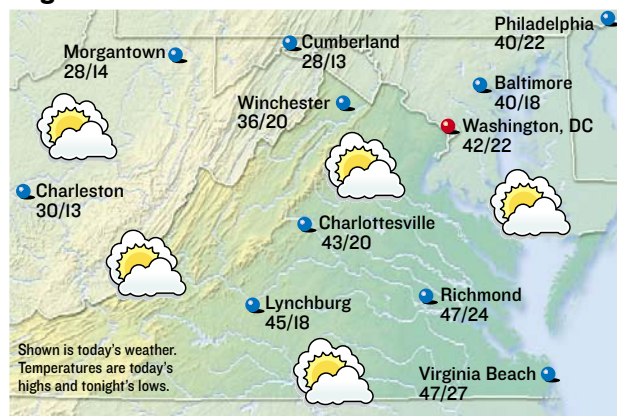 Philadelphia
40/22
Cumberland
28/13
Morgantown
28/14
Baltimore
40/18
Winchester
36/20
Washington, DC
42/22
Charleston
30/13
Charlottesville
43/20
Richmond
47/24
Lynchburg
45/18
Shown is today's weather.
Temperatures are today's
highs and tonight's lows.
Virginia Beach
47/27